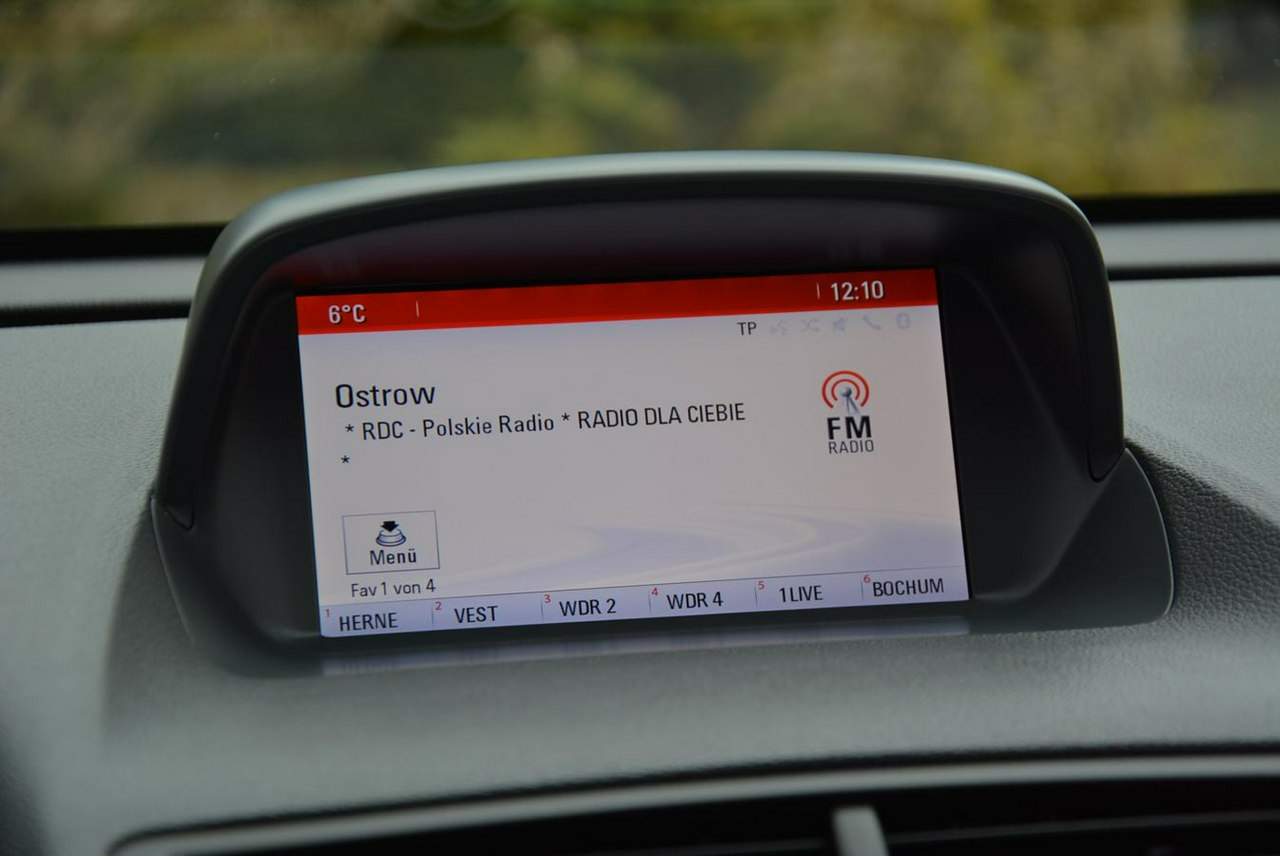 6°C 12:10
TP
Ostrow
* RDC - Polskie Radio * RADIO DLA CIEBIE
*
FM
RADIO
Menü
Fav 1 von 4
1 HERNE 2 VEST 3 WDR 2 4 WDR 4 5 1LIVE 6 BOCHUM